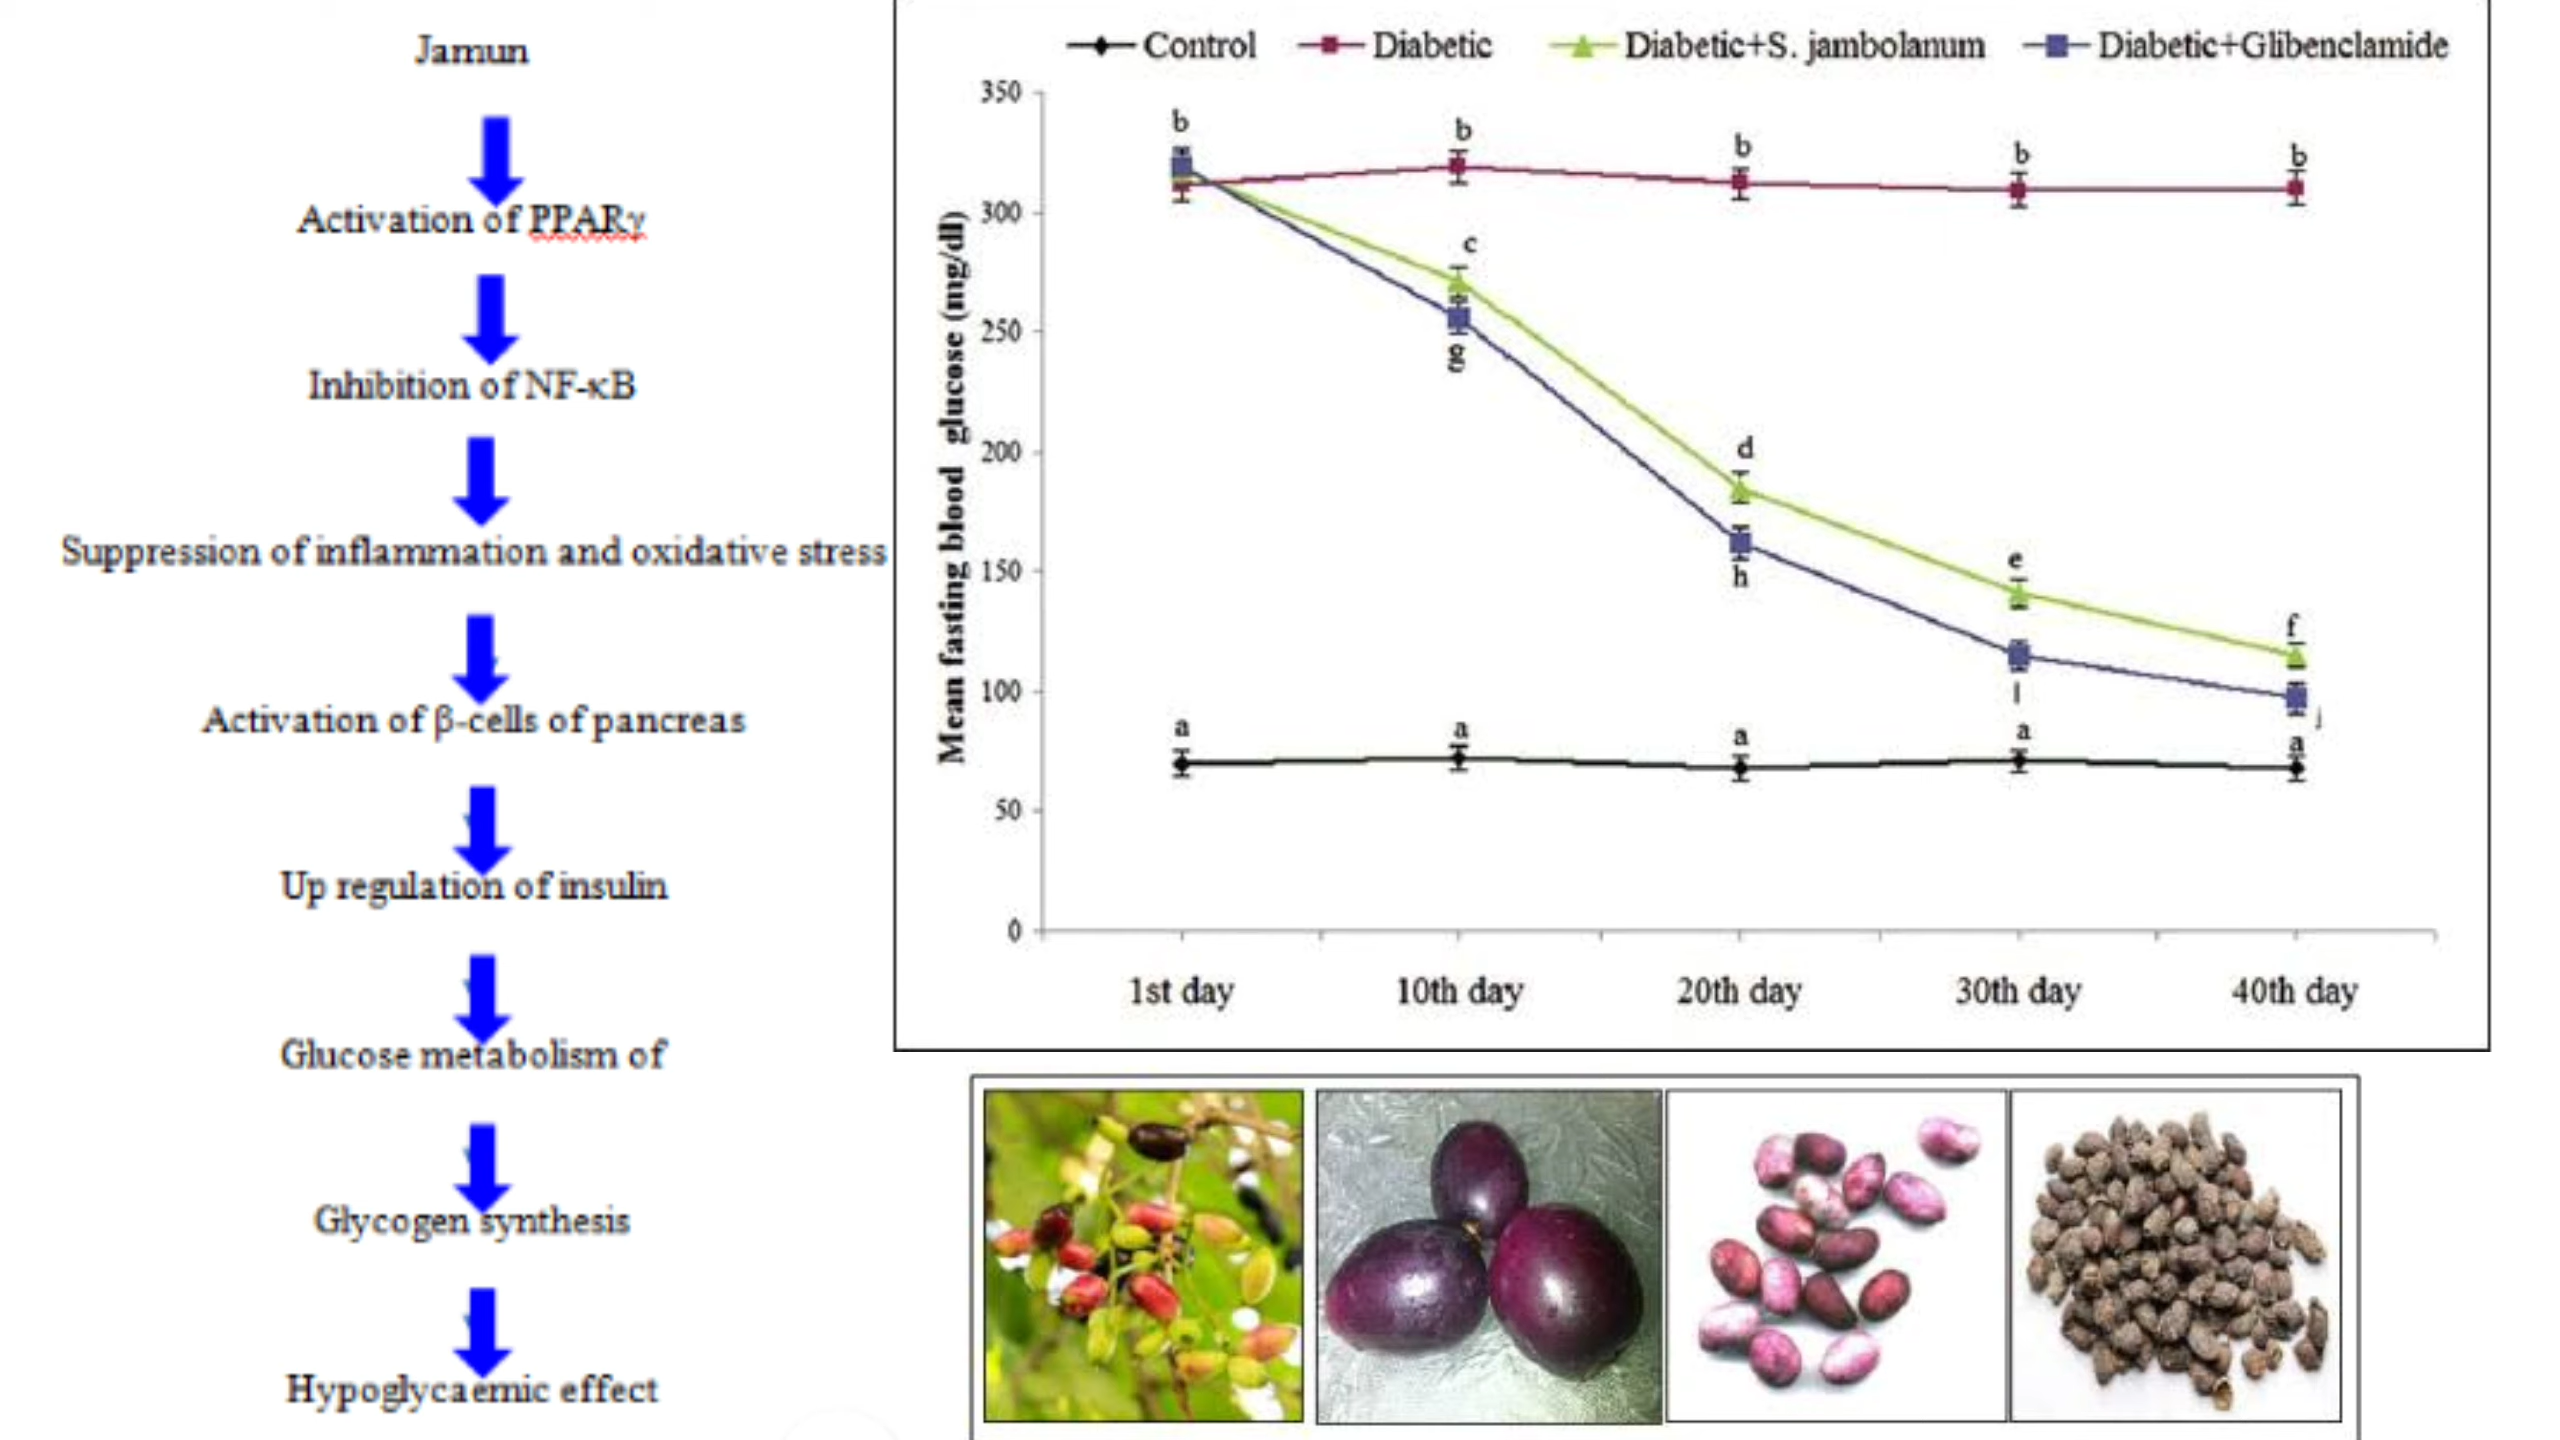 Jamun
Activation of PPARγ
Inhibition of NF-κB
Suppression of inflammation and oxidative stress
Activation of β-cells of pancreas
Up regulation of insulin
Glucose metabolism of
Glycogen synthesis
Hypoglycaemic effect
Control Diabetic Diabetic+S. jambolanum Diabetic+Glibenclamide
Mean fasting blood glucose (mg/dl)
350
300
250
200
150
100
50
0
b b b b b
c
g
d
h
e
f
j
a a a a a
1st day 10th day 20th day 30th day 40th day